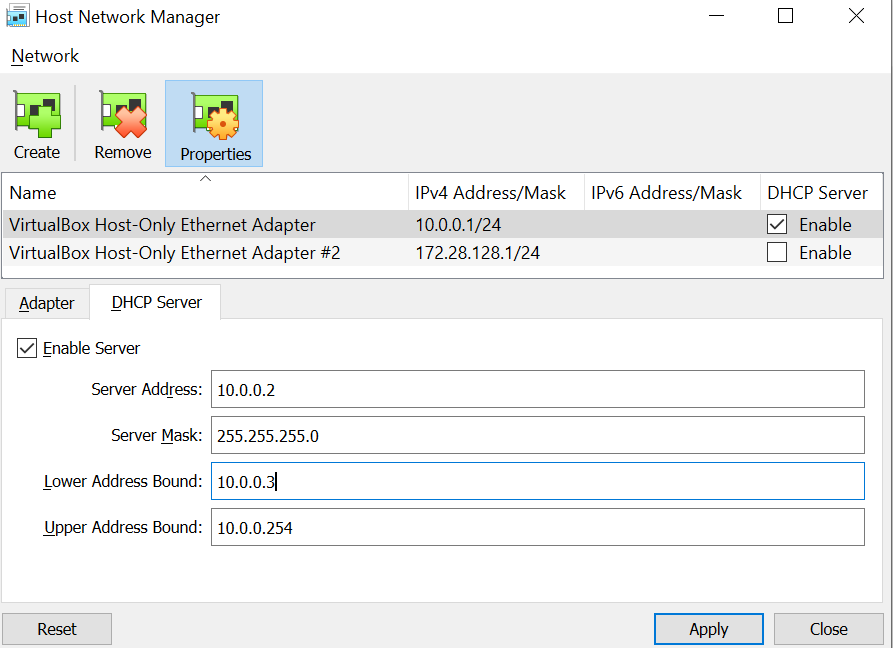 Host Network Manager
Network
Create Remove Properties
Name IPv4 Address/Mask IPv6 Address/Mask DHCP Server
VirtualBox Host-Only Ethernet Adapter 10.0.0.1/24 Enable
VirtualBox Host-Only Ethernet Adapter #2 172.28.128.1/24 Enable
Adapter DHCP Server
Enable Server
Server Address: 10.0.0.2
Server Mask: 255.255.255.0
Lower Address Bound: 10.0.0.3
Upper Address Bound: 10.0.0.254
Reset Apply Close